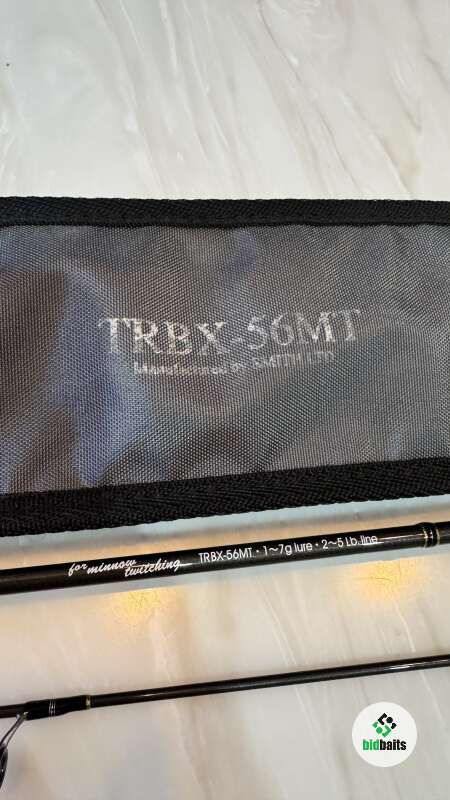 TRBX-56MT
Manufactured by SMITH LTD.
for minnow
twitching
TRBX-56MT · 1~7g lure · 2~5 Lb.line
bidbaits